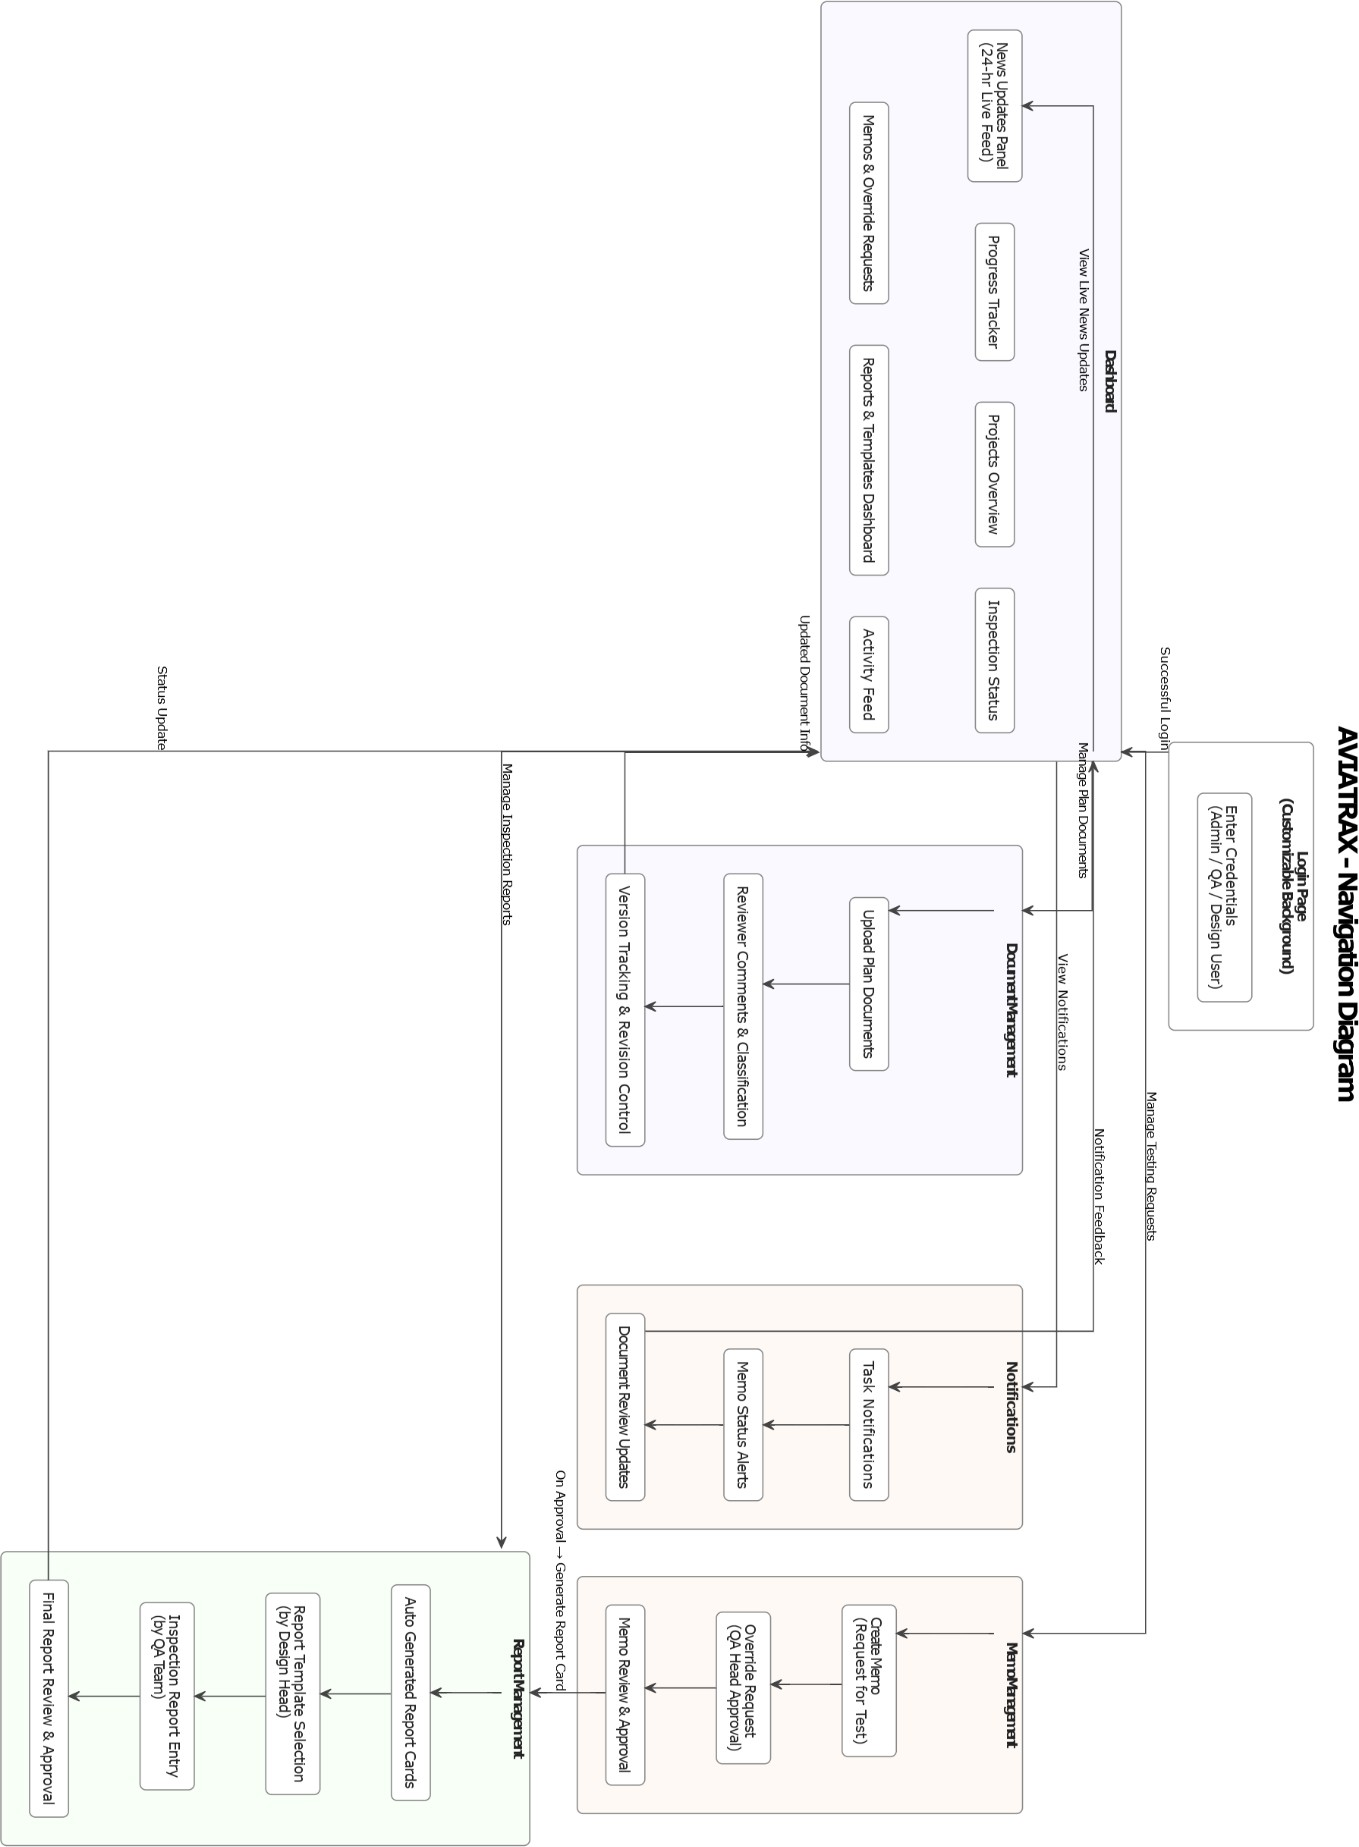 AVIATRAX - Navigation Diagram
Login Page
(Customizable Background)
Enter Credentials
(Admin / QA / Design User)
Successful Login
Manage Testing Requests
Dashboard
View Live News Updates
News Updates Panel
(24-hr Live Feed)
Progress Tracker
Projects Overview
Inspection Status
Memos & Override Requests
Reports & Templates Dashboard
Activity Feed
Manage Plan Documents
Notification Feedback
View Notifications
Updated Document Info
Document Management
Upload Plan Documents
Reviewer Comments & Classification
Version Tracking & Revision Control
Notifications
Task Notifications
Memo Status Alerts
Document Review Updates
Memo Management
Create Memo
(Request for Test)
Override Request
(QA Head Approval)
Memo Review & Approval
On Approval → Generate Report Card
Manage Inspection Reports
Status Update
Report Management
Auto Generated Report Cards
Report Template Selection
(by Design Head)
Inspection Report Entry
(by QA Team)
Final Report Review & Approval